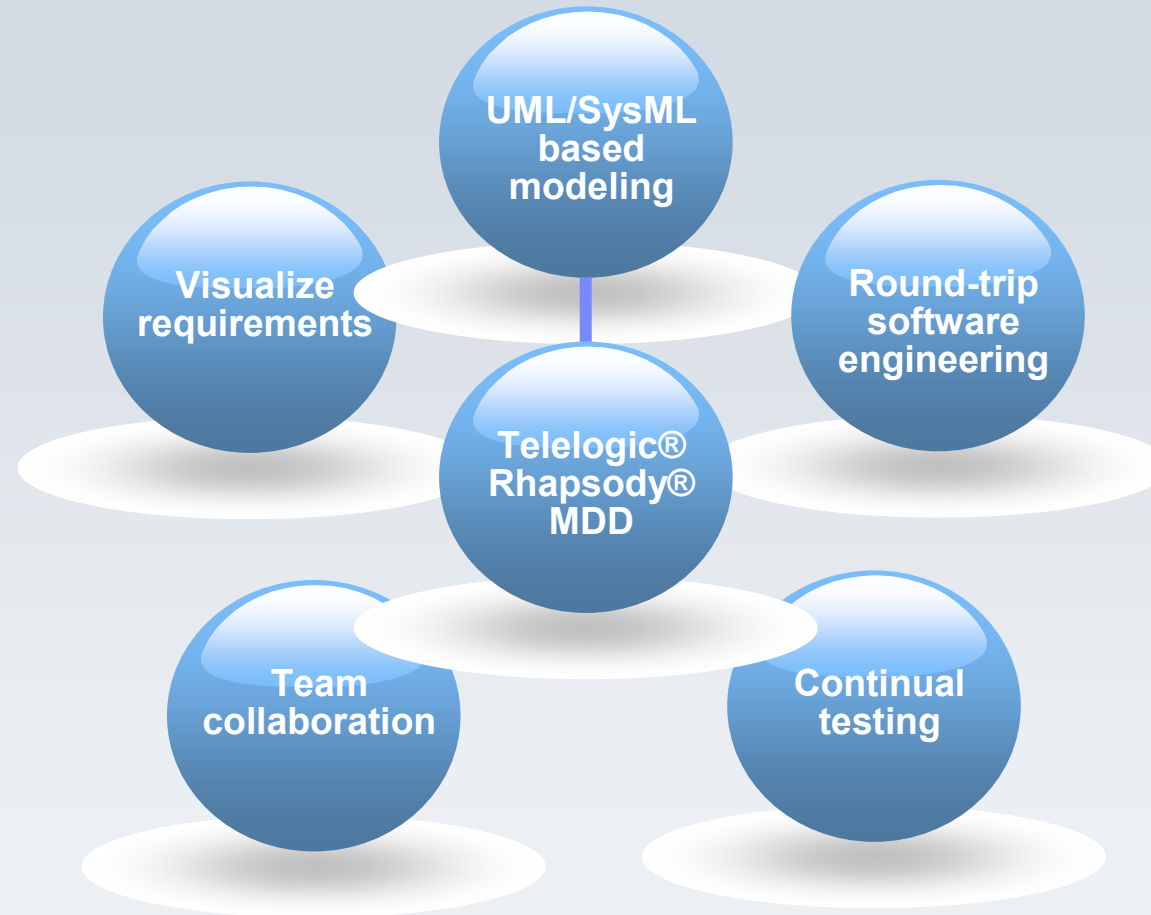 UML/SysML
based
modeling
Visualize
requirements
Round-trip
software
engineering
Telelogic®
Rhapsody®
MDD
Team
collaboration
Continual
testing